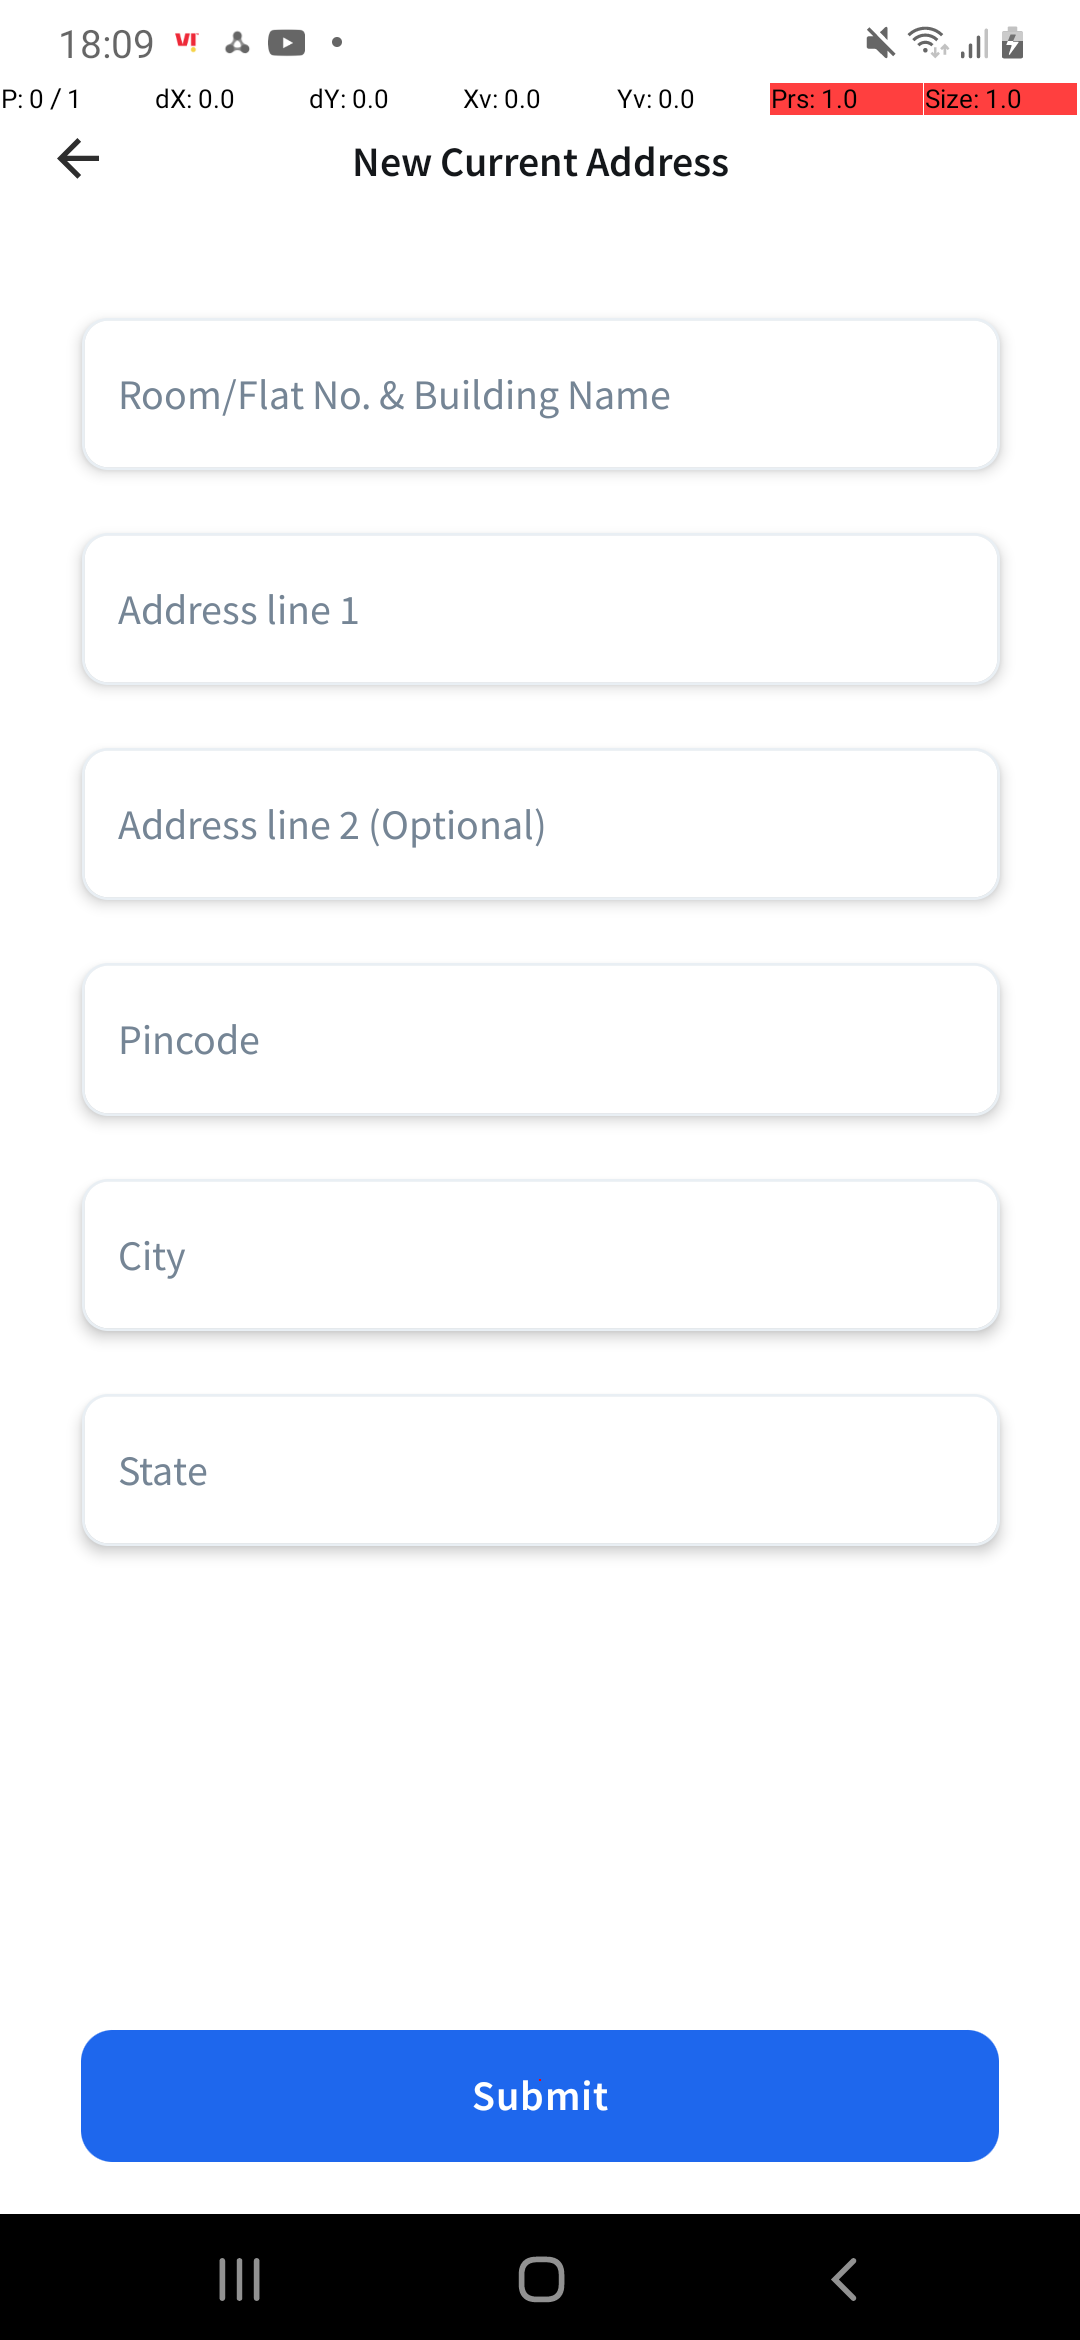 18:09
P: 0 / 1 dX: 0.0 dY: 0.0 Xv: 0.0 Yv: 0.0 Prs: 1.0 Size: 1.0
New Current Address
Room/Flat No. & Building Name
Address line 1
Address line 2 (Optional)
Pincode
City
State
Submit